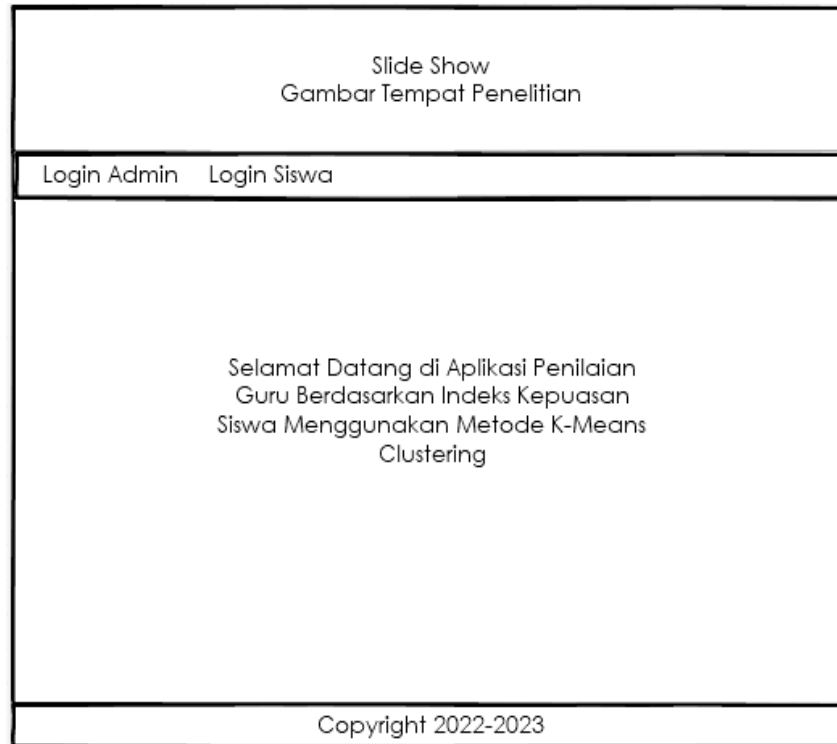 Slide Show
Gambar Tempat Penelitian
Login Admin Login Siswa
Selamat Datang di Aplikasi Penilaian
Guru Berdasarkan Indeks Kepuasan
Siswa Menggunakan Metode K-Means
Clustering
Copyright 2022-2023